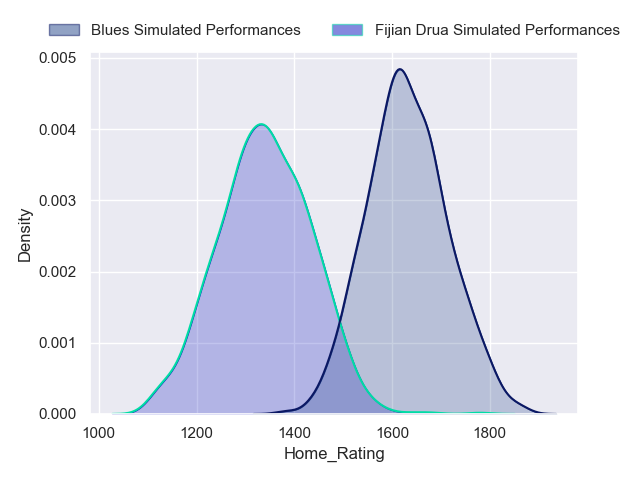 Blues Simulated Performances
Fijian Drua Simulated Performances
0.005
0.004
0.003
0.002
0.001
0.000
Density
1000
1200
1400
1600
1800
Home_Rating